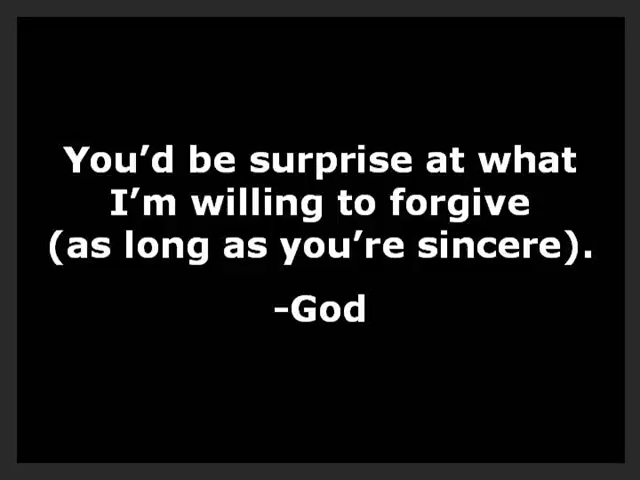 You’d be surprise at what
I’m willing to forgive
(as long as you’re sincere).
-God